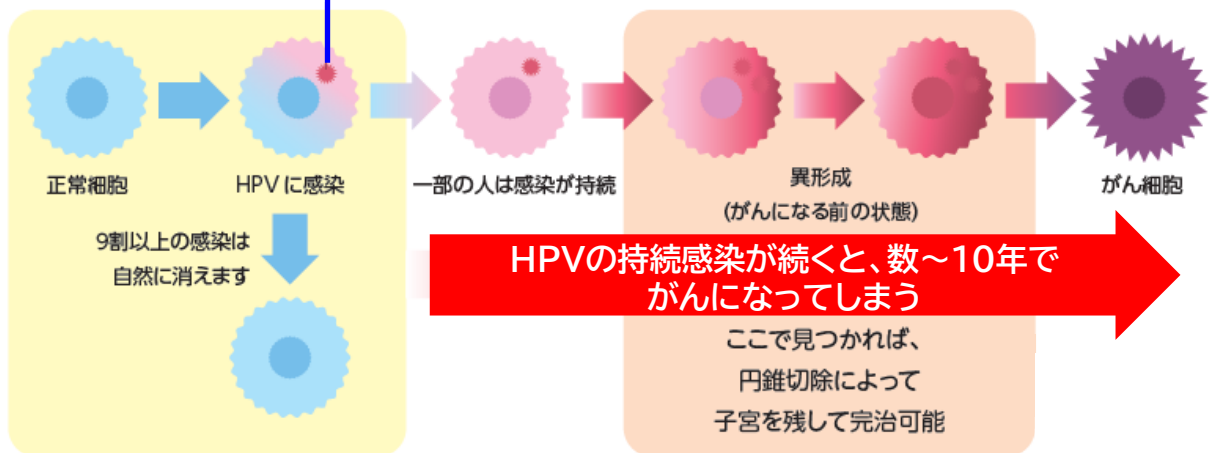 正常細胞
HPVに感染
一部の人は感染が持続
異形成
(がんになる前の状態)
がん細胞
9割以上の感染は
自然に消えます
HPVの持続感染が続くと、数～10年で
がんになってしまう
ここで見つかれば、
円錐切除によって
子宮を残して完治可能